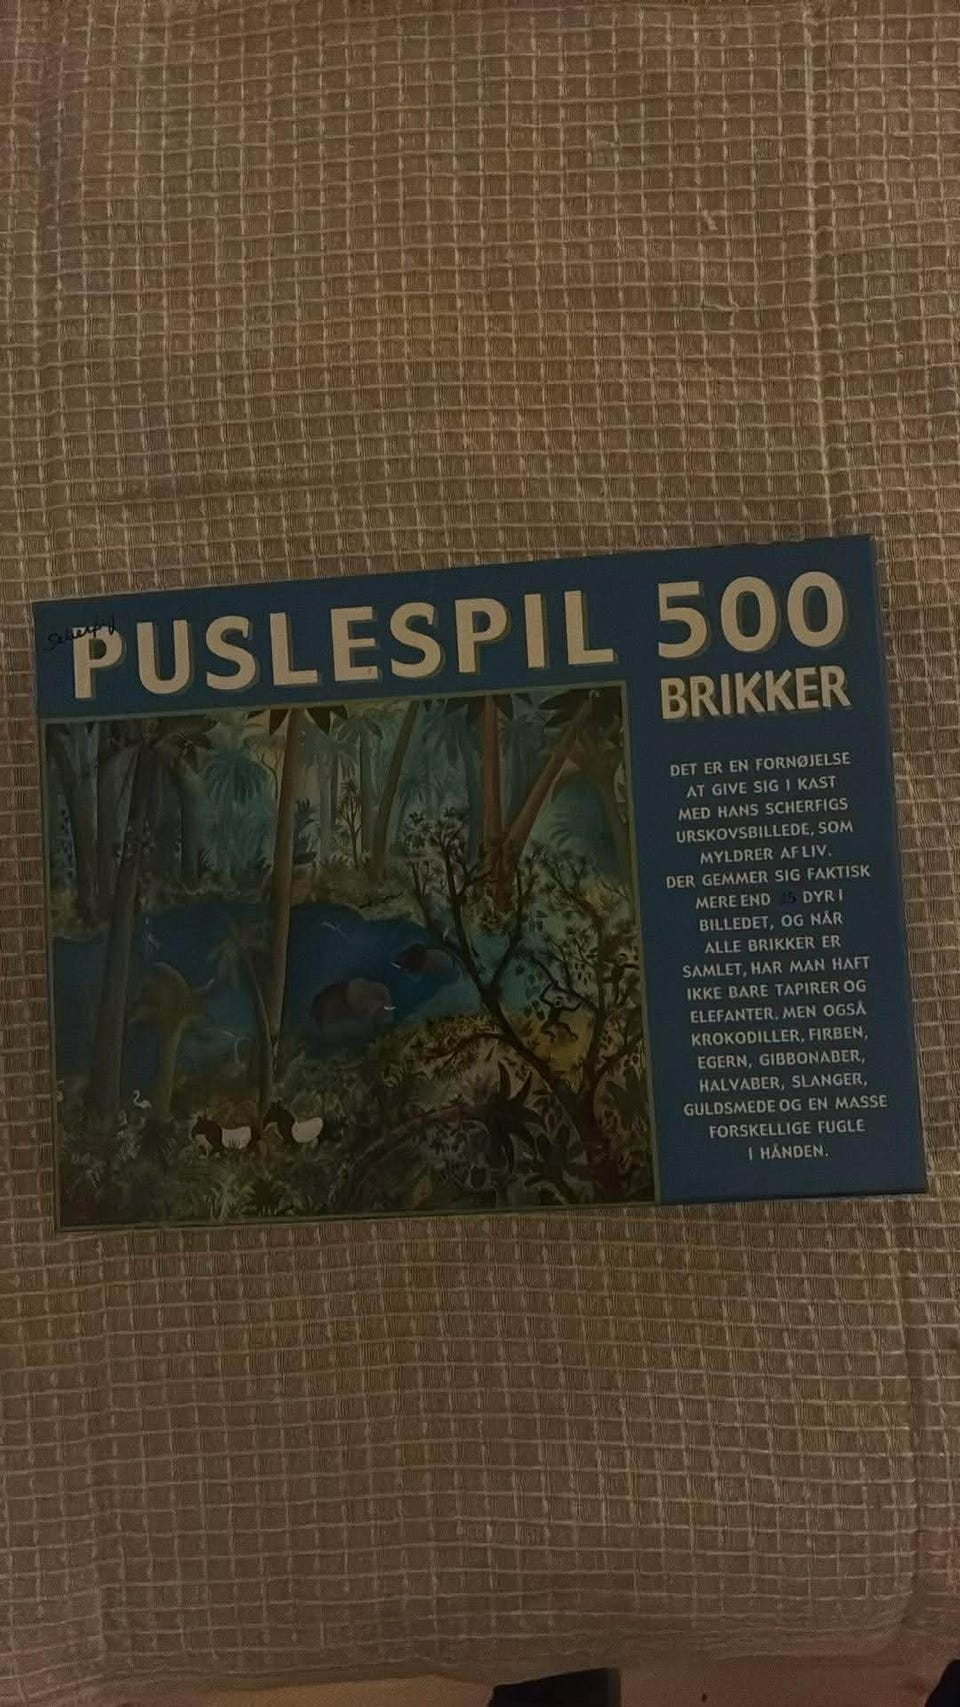 Scherfig
PUSLESPIL 500
BRIKKER
DET ER EN FORNØJELSE
AT GIVE SIG I KAST
MED HANS SCHERFIGS
URSKOVSBILLEDE, SOM
MYLDRER AF LIV.
DER GEMMER SIG FAKTISK
MERE END DYR I
BILLEDET, OG NÅR
ALLE BRIKKER ER
SAMLET, HAR MAN HAFT
IKKE BARE TAPIRER OG
ELEFANTER, MEN OGSÅ
KROKODILLER, FIRBEN,
EGERN, GIBBONABER,
HALVABER, SLANGER,
GULDSMEDE OG EN MASSE
FORSKELLIGE FUGLE
I HÅNDEN.